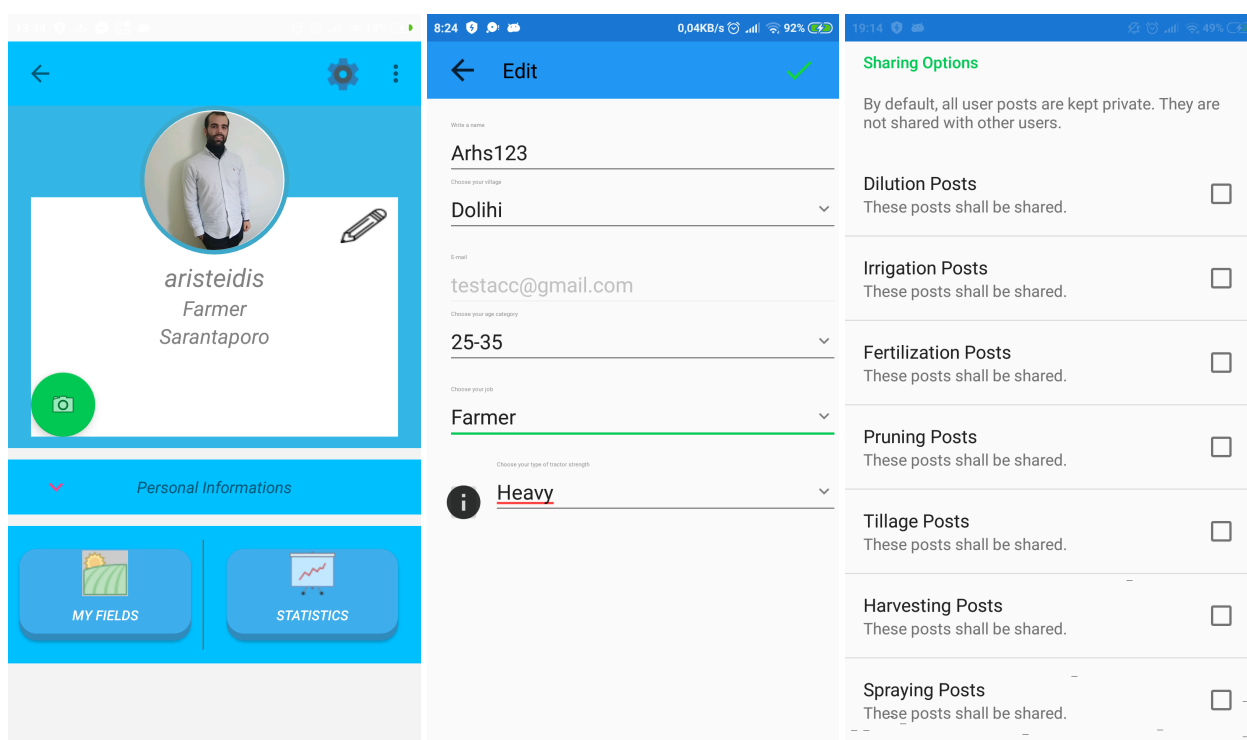 aristeidis
Farmer
Sarantaporo
Personal Informations
MY FIELDS
STATISTICS
8:24
0,04KB/s
92%
Edit
Write a name
Arhs123
Choose your village
Dolihi
E-mail
testacc@gmail.com
Choose your age category
25-35
Choose your job
Farmer
Choose your type of tractor strength
Heavy
19:14
49%
Sharing Options
By default, all user posts are kept private. They are
not shared with other users.
Dilution Posts
These posts shall be shared.
Irrigation Posts
These posts shall be shared.
Fertilization Posts
These posts shall be shared.
Pruning Posts
These posts shall be shared.
Tillage Posts
These posts shall be shared.
Harvesting Posts
These posts shall be shared.
Spraying Posts
These posts shall be shared.